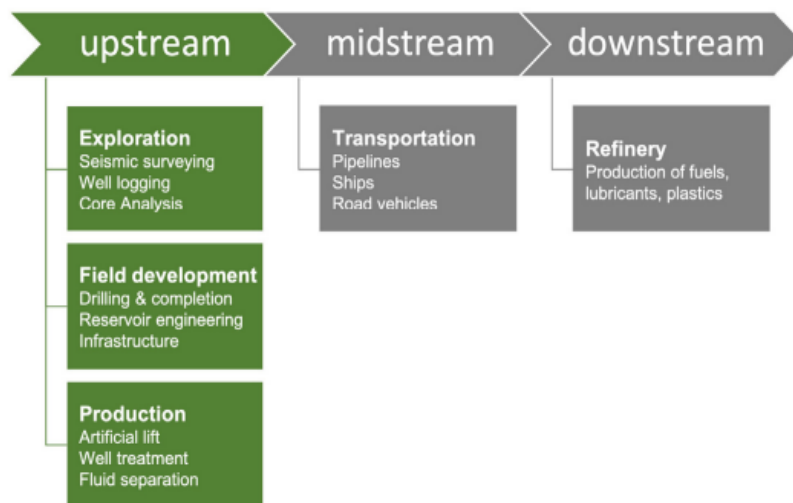 upstream
midstream
downstream
Exploration
Seismic surveying
Well logging
Core Analysis
Transportation
Pipelines
Ships
Road vehicles
Refinery
Production of fuels,
lubricants, plastics
Field development
Drilling & completion
Reservoir engineering
Infrastructure
Production
Artificial lift
Well treatment
Fluid separation